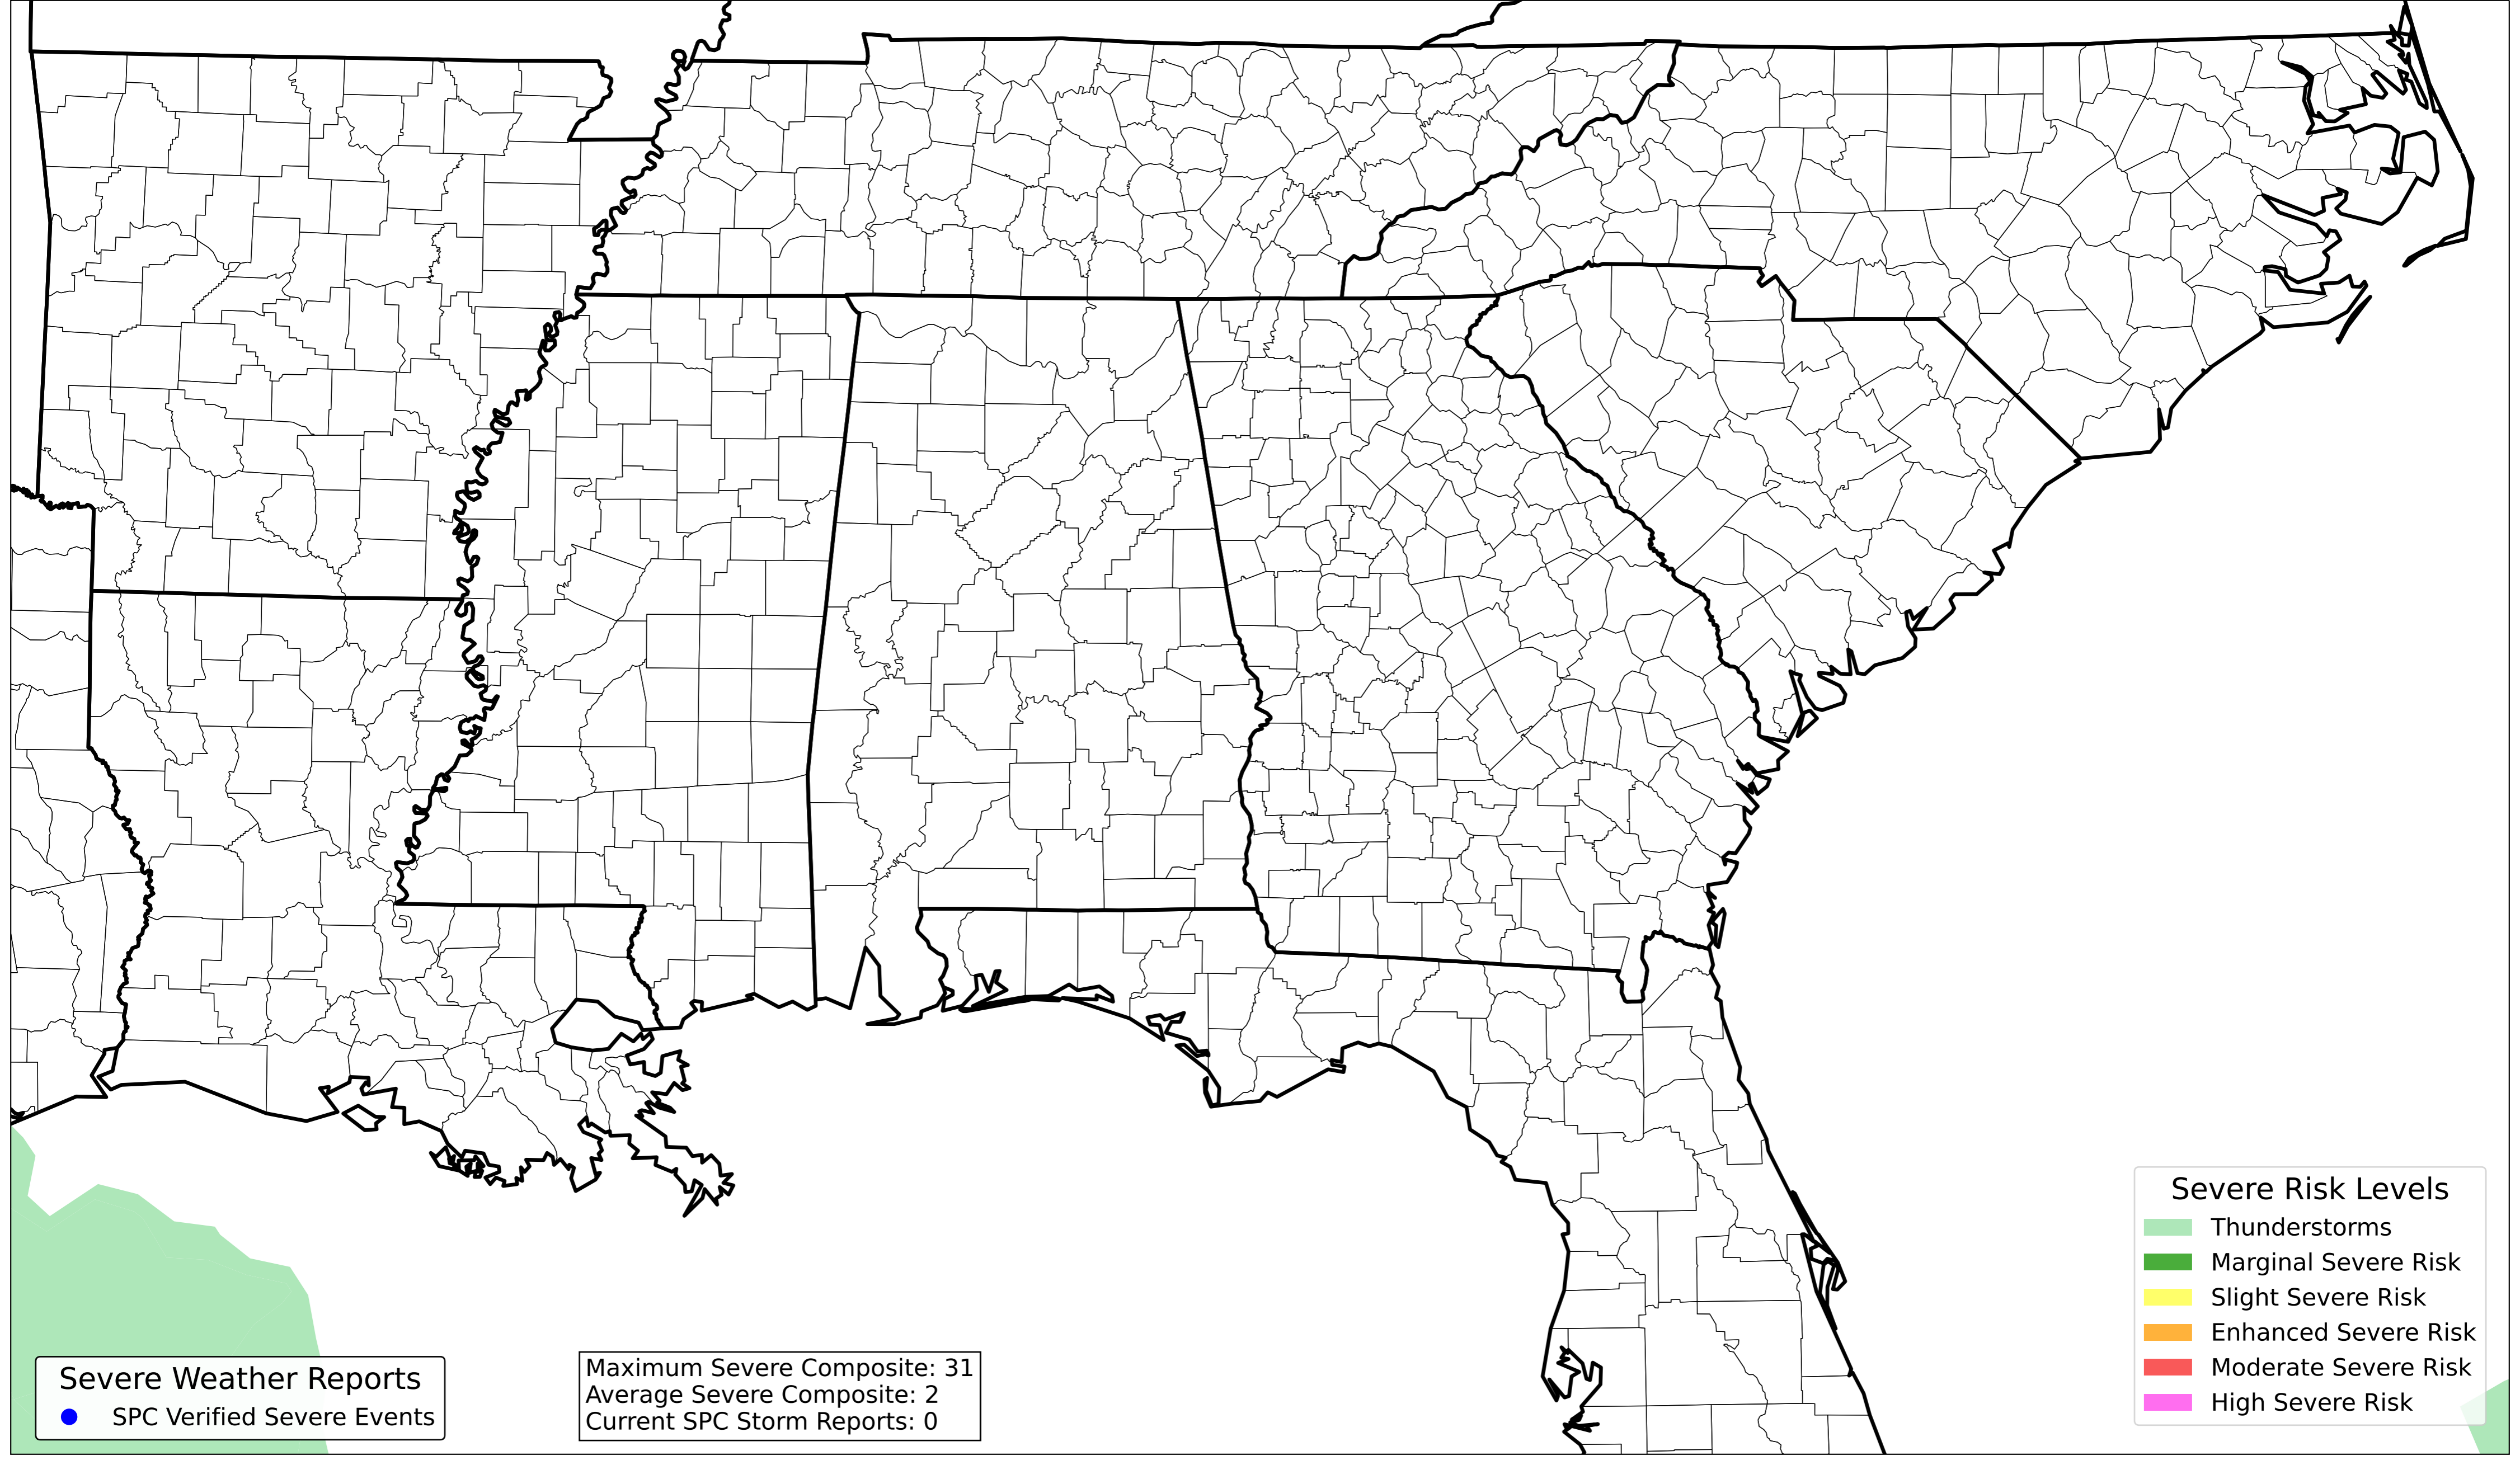 Severe Weather Reports
SPC Verified Severe Events
Maximum Severe Composite: 31
Average Severe Composite: 2
Current SPC Storm Reports: 0
Severe Risk Levels
Thunderstorms
Marginal Severe Risk
Slight Severe Risk
Enhanced Severe Risk
Moderate Severe Risk
High Severe Risk